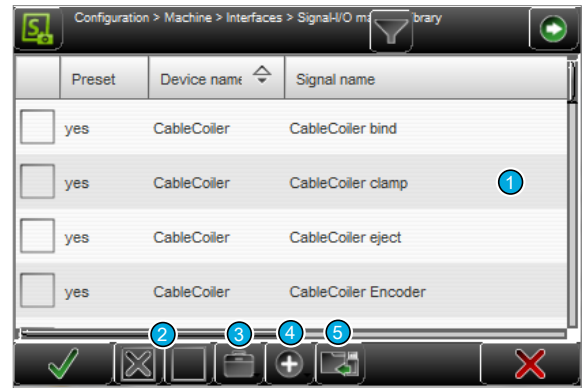 Configuration > Machine > Interfaces > Signal-I/O ma brary
Preset Device name Signal name
yes CableCoiler CableCoiler bind
yes CableCoiler CableCoiler clamp 1
yes CableCoiler CableCoiler eject
yes CableCoiler CableCoiler Encoder
2 3 4 5